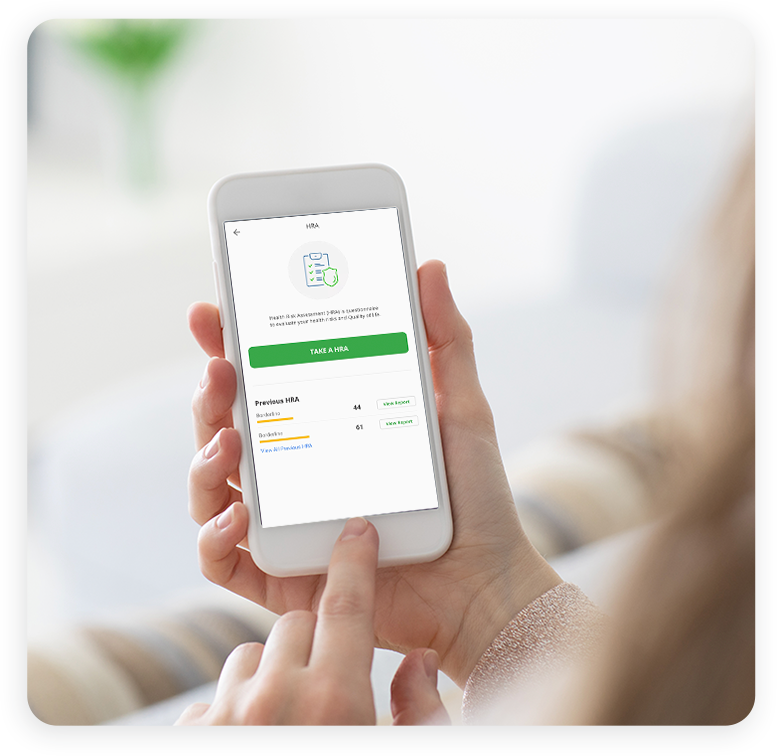 HRA
Health Risk Assessment (HRA) is questionnaire
to evaluate your health risks and Quality of life
TAKE A HRA
Previous HRA
Borderline
44
View Report
Borderline
61
View Report
View All Previous HRA